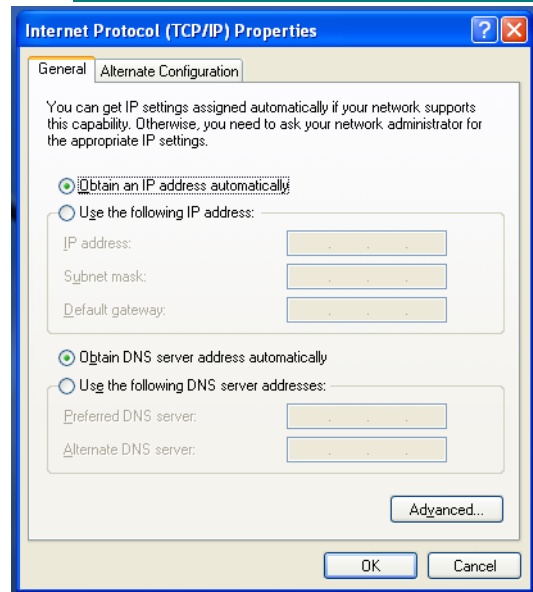 Internet Protocol (TCP/IP) Properties
General
Alternate Configuration
You can get IP settings assigned automatically if your network supports
this capability. Otherwise, you need to ask your network administrator for
the appropriate IP settings.
Obtain an IP address automatically
Use the following IP address:
IP address:
Subnet mask:
Default gateway:
Obtain DNS server address automatically
Use the following DNS server addresses:
Preferred DNS server:
Alternate DNS server:
Advanced...
OK
Cancel